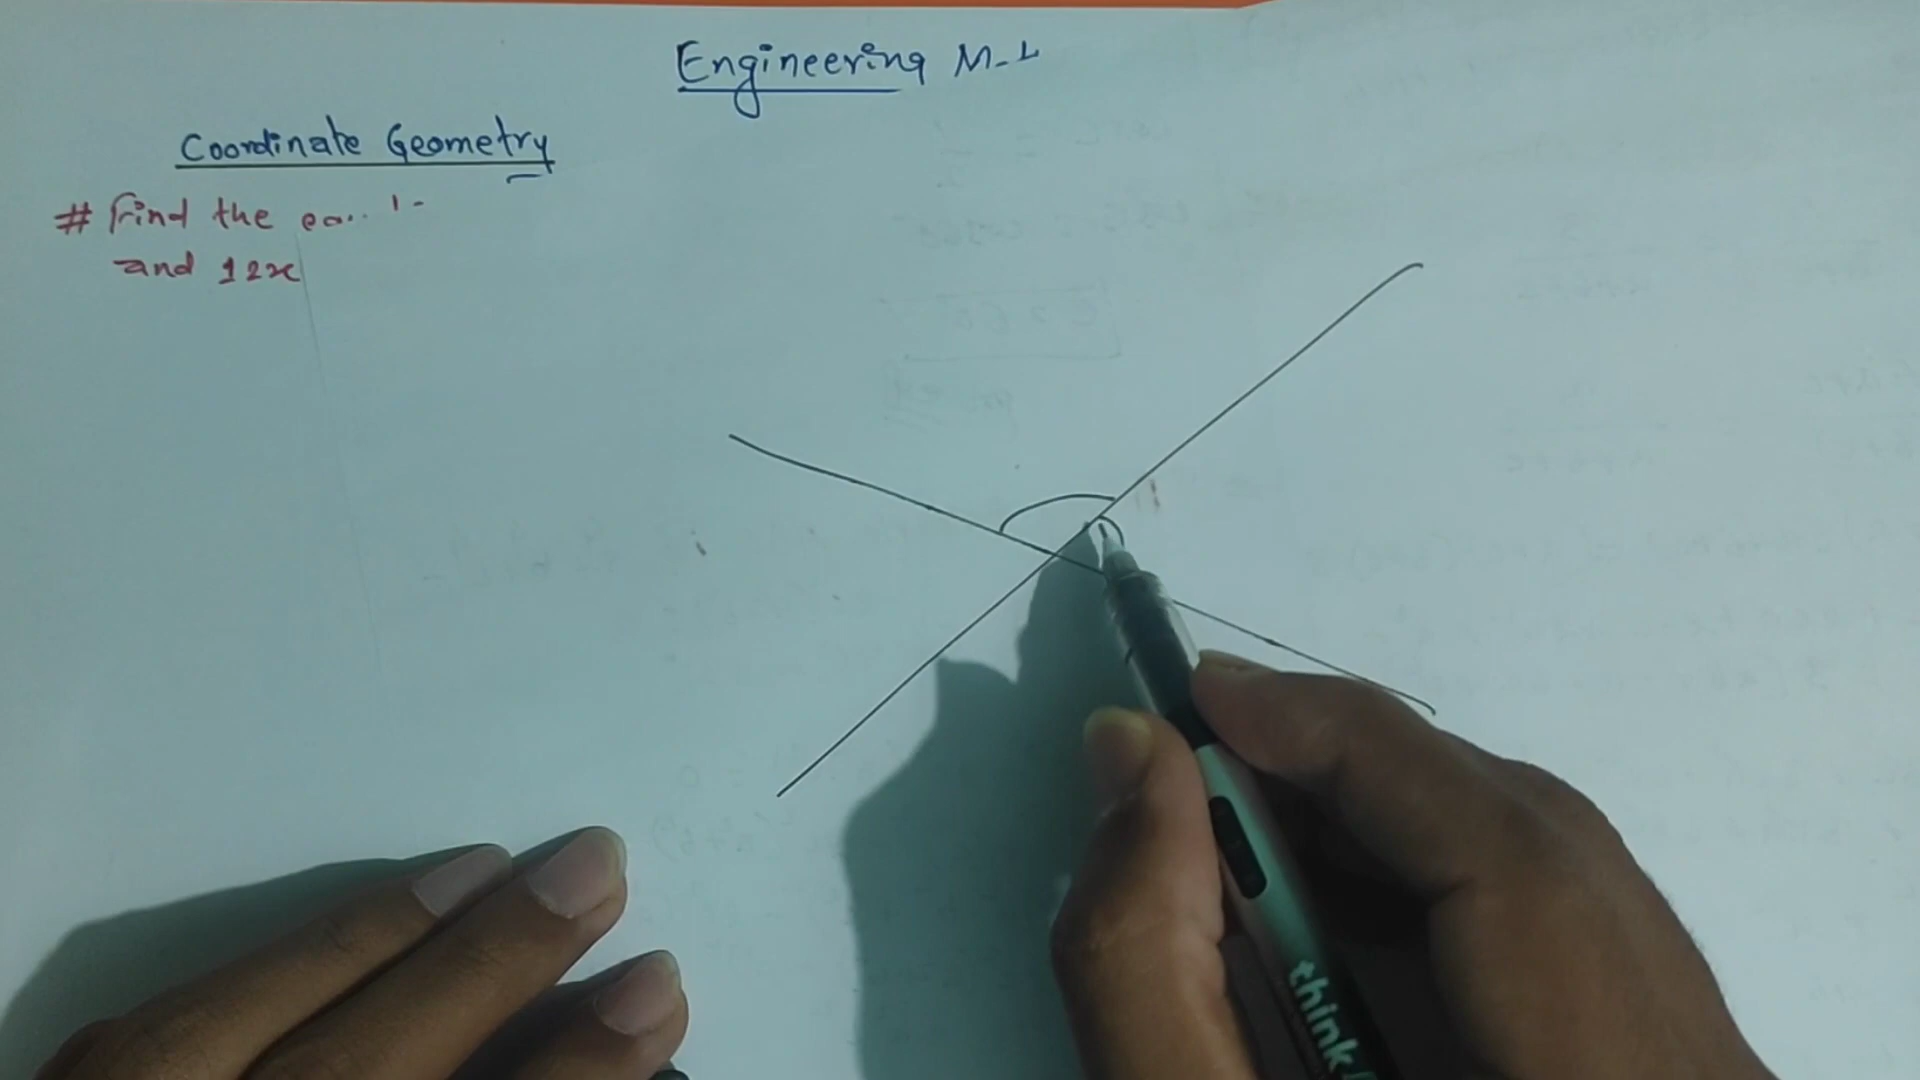 Engineering M-I
Coordinate Geometry
# Find the
and 12x
think